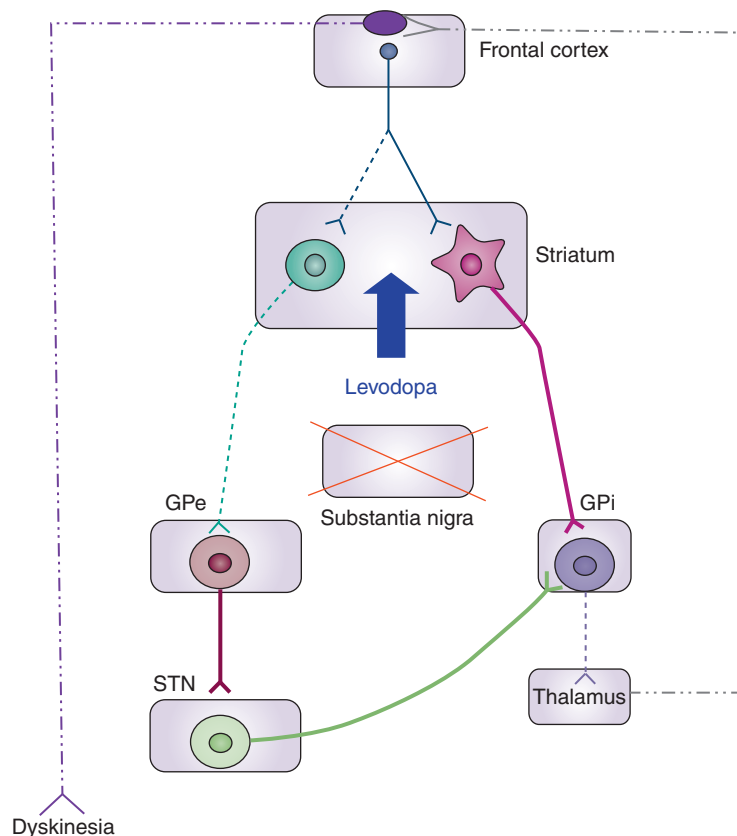 Frontal cortex
Striatum
Levodopa
GPe
GPi
Substantia nigra
STN
Thalamus
Dyskinesia